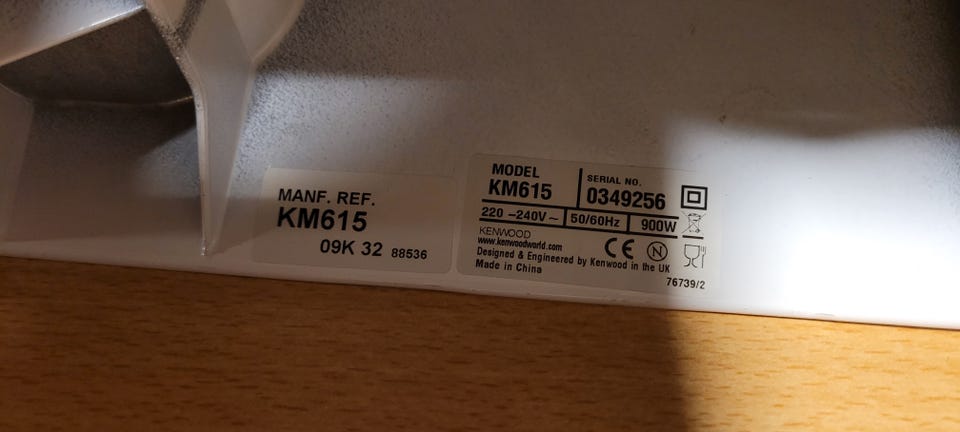 MANF. REF.
KM615
09K 32 88536
MODEL
KM615
SERIAL NO.
0349256
220 –240V~ 50/60Hz 900W
KENWOOD
www.kenwoodworld.com
CE N
Designed & Engineered by Kenwood in the UK
Made in China
76739/2